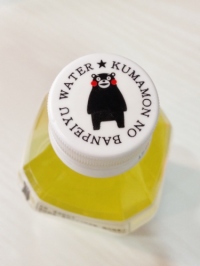 KUMAMON NO BANPEIYU WATER★